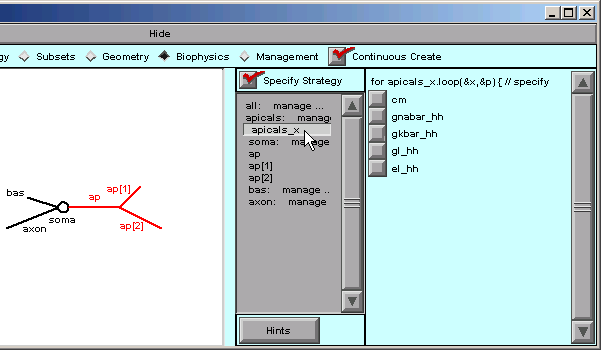 Hide
gy Subsets Geometry Biophysics Management Continuous Create
Specify Strategy
all: manage ...
apicals: manag
apicals_x
soma: manage
ap
ap[1]
ap[2]
bas: manage ..
axon: manage
Hints
for apicals_x.loop(&x,&p) { // specify
cm
gnabar_hh
gkbar_hh
gl_hh
el_hh
ap[1]
bas
ap
soma
ap[2]
axon